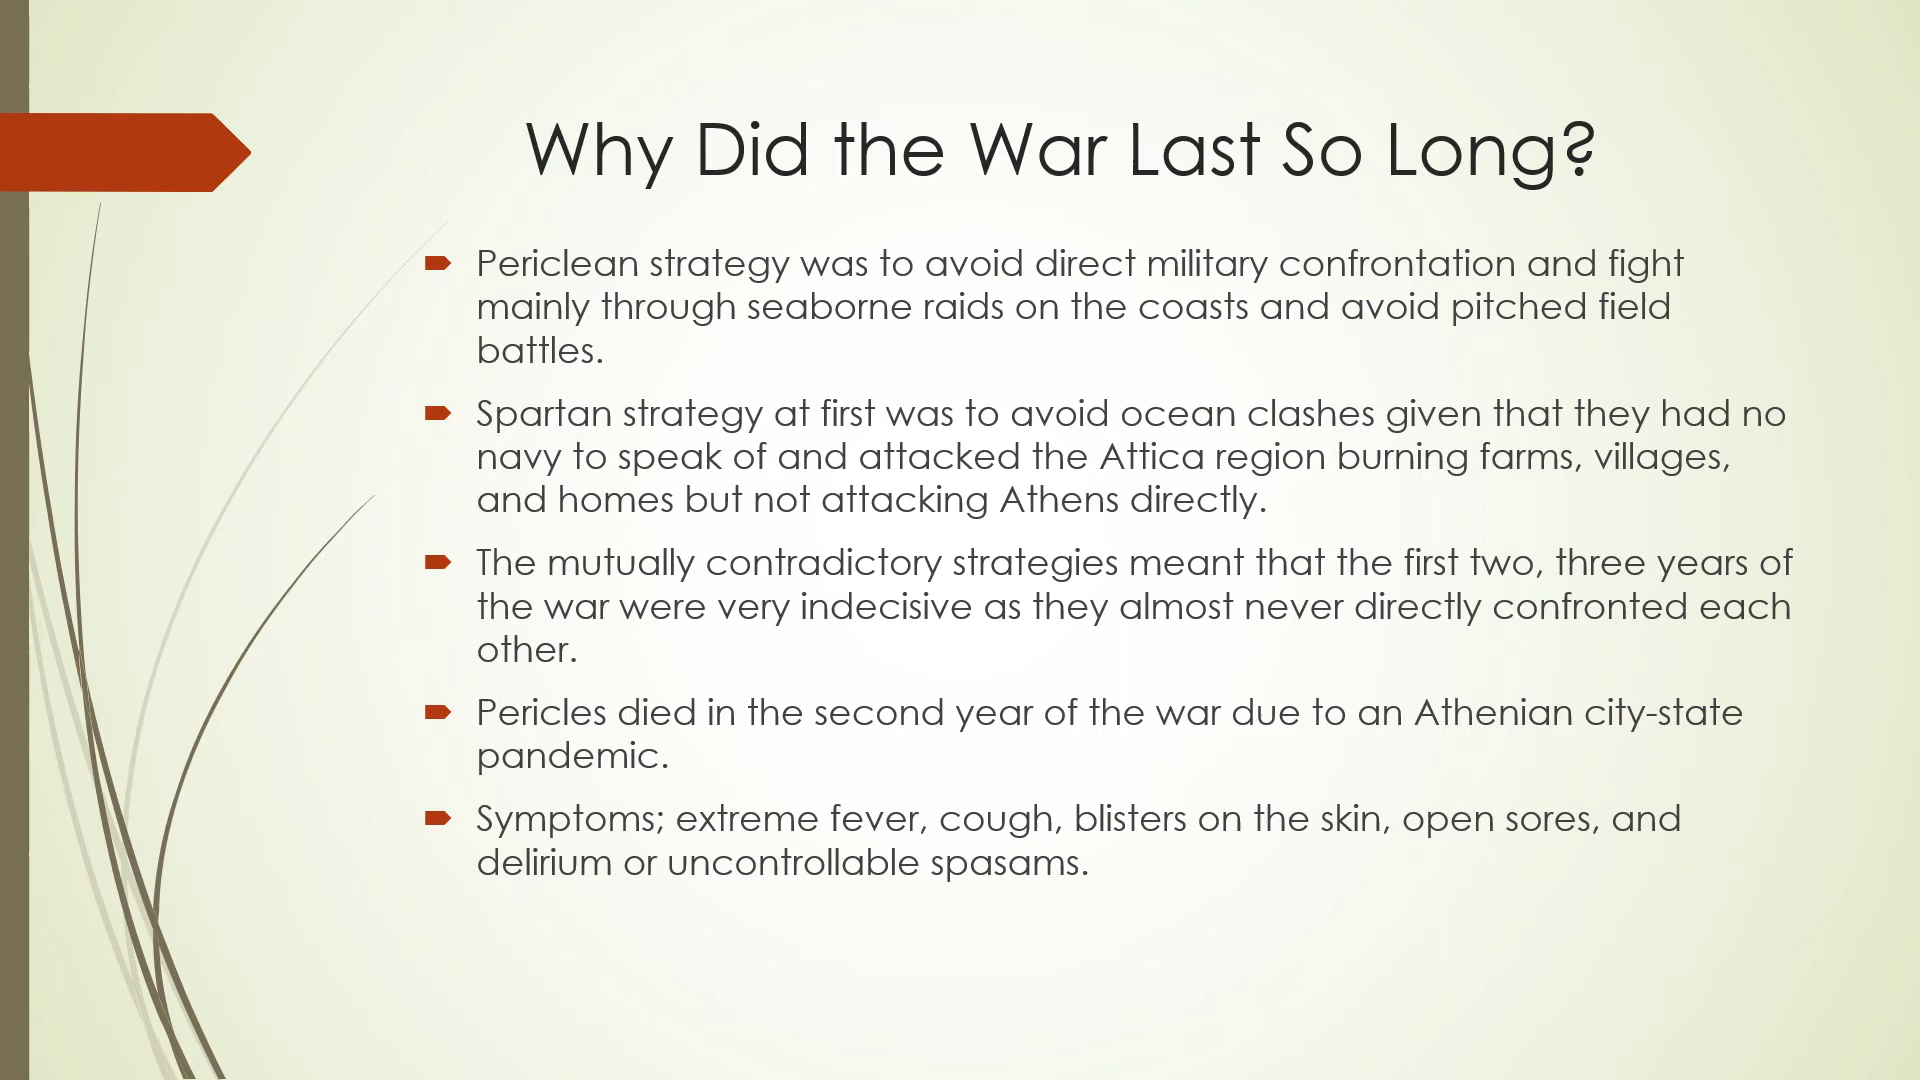 Why Did the War Last So Long?
Periclean strategy was to avoid direct military confrontation and fight
mainly through seaborne raids on the coasts and avoid pitched field
battles.
Spartan strategy at first was to avoid ocean clashes given that they had no
navy to speak of and attacked the Attica region burning farms, villages,
and homes but not attacking Athens directly.
The mutually contradictory strategies meant that the first two, three years of
the war were very indecisive as they almost never directly confronted each
other.
Pericles died in the second year of the war due to an Athenian city-state
pandemic.
Symptoms; extreme fever, cough, blisters on the skin, open sores, and
delirium or uncontrollable spasams.